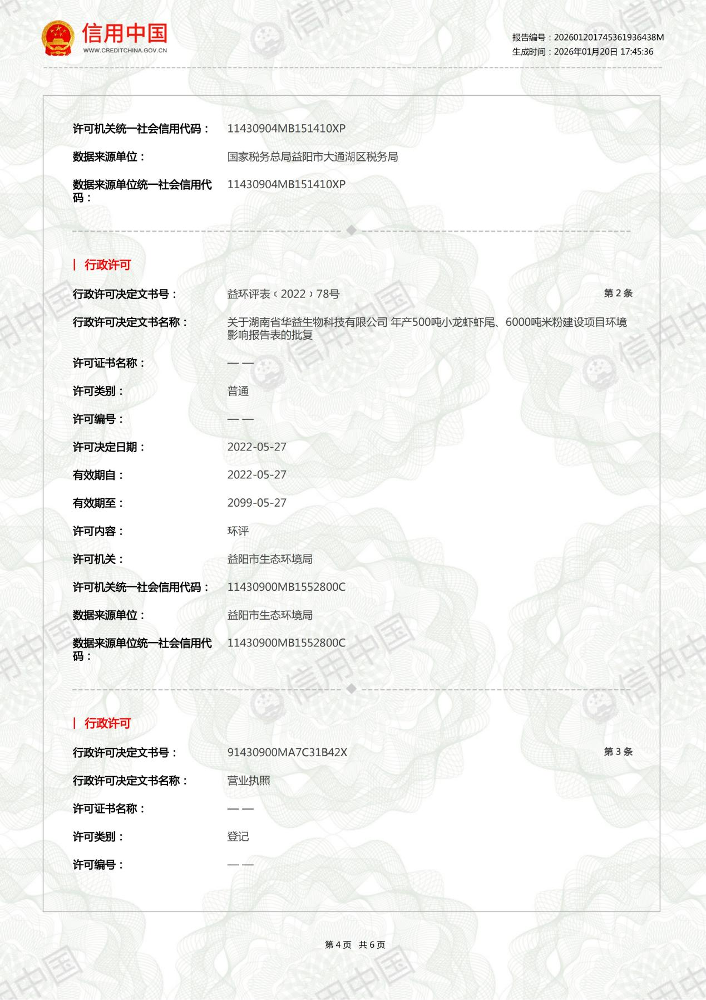 信用中国
WWW.CREDITCHINA.GOV.CN
报告编号：202601201745361936438M
生成时间：2026年01月20日 17:45:36
许可机关统一社会信用代码： 11430904MB151410XP
数据来源单位： 国家税务总局益阳市大通湖区税务局
数据来源单位统一社会信用代 11430904MB151410XP
码：
行政许可
行政许可决定文书号： 益环评表﹝2022﹞78号 第 2 条
行政许可决定文书名称： 关于湖南省华益生物科技有限公司 年产500吨小龙虾虾尾、6000吨米粉建设项目环境
影响报告表的批复
许可证书名称： — —
许可类别： 普通
许可编号： — —
许可决定日期： 2022-05-27
有效期自： 2022-05-27
有效期至： 2099-05-27
许可内容： 环评
许可机关： 益阳市生态环境局
许可机关统一社会信用代码： 11430900MB1552800C
数据来源单位： 益阳市生态环境局
数据来源单位统一社会信用代 11430900MB1552800C
码：
行政许可
行政许可决定文书号： 91430900MA7C31B42X 第 3 条
行政许可决定文书名称： 营业执照
许可证书名称： — —
许可类别： 登记
许可编号： — —
第 4 页 共 6 页